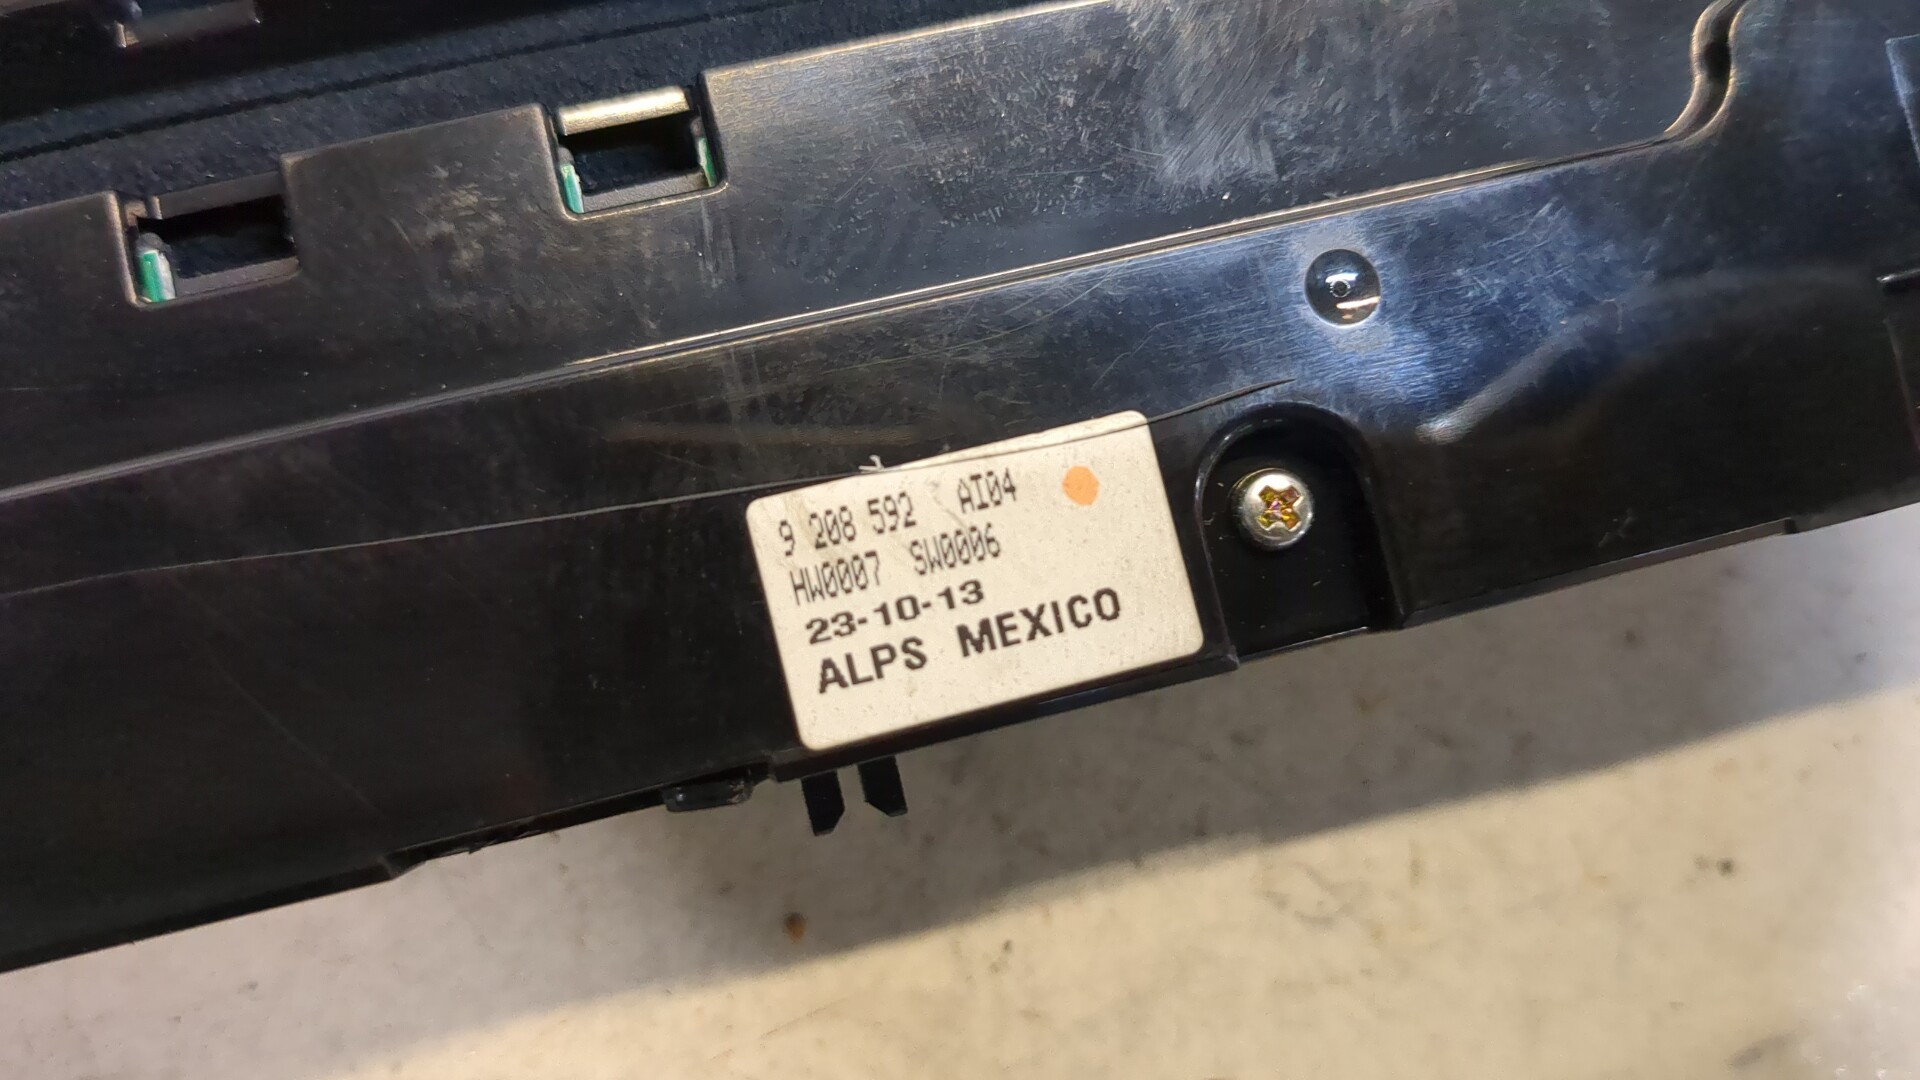 9 208 592 AI04
HW0007 SW0006
23-10-13
ALPS MEXICO